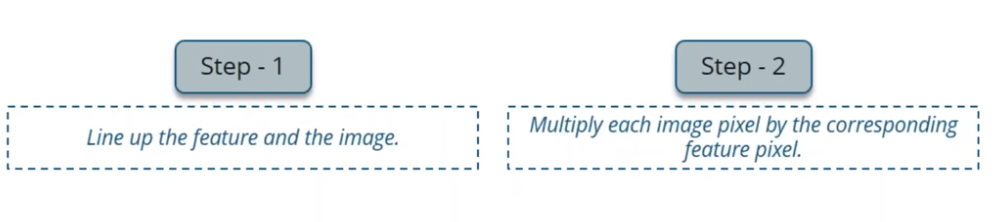 Step - 1
Line up the feature and the image.
Step - 2
Multiply each image pixel by the corresponding
feature pixel.